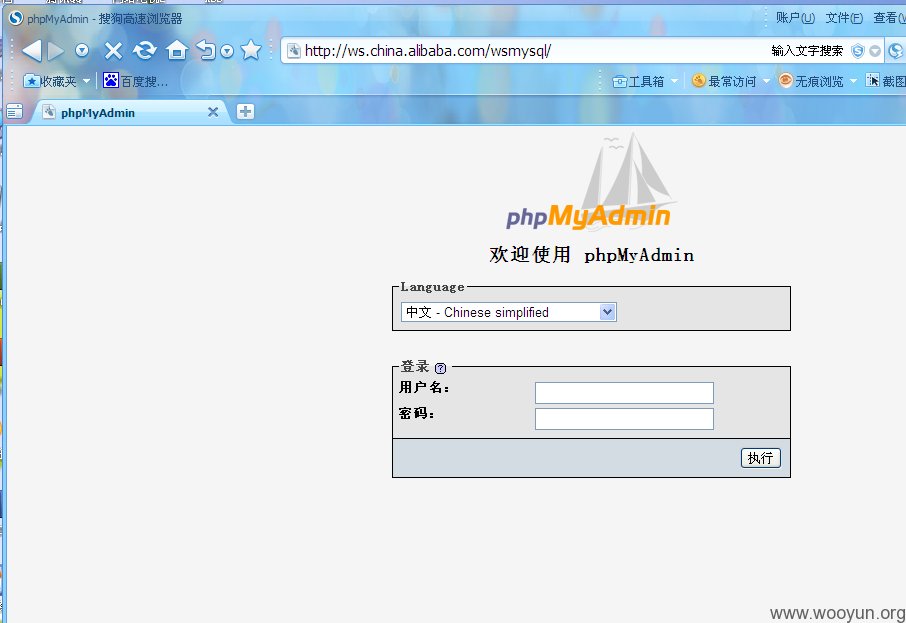 phpMyAdmin - 搜狗高速浏览器
账户(U) 文件(F) 查看(V
http://ws.china.alibaba.com/wsmysql/
输入文字搜索
收藏夹 百度搜... 工具箱 最常访问 无痕浏览 截图
phpMyAdmin
phpMyAdmin
欢迎使用 phpMyAdmin
Language
中文 - Chinese simplified
登录
用户名:
密码:
执行
www.wooyun.org